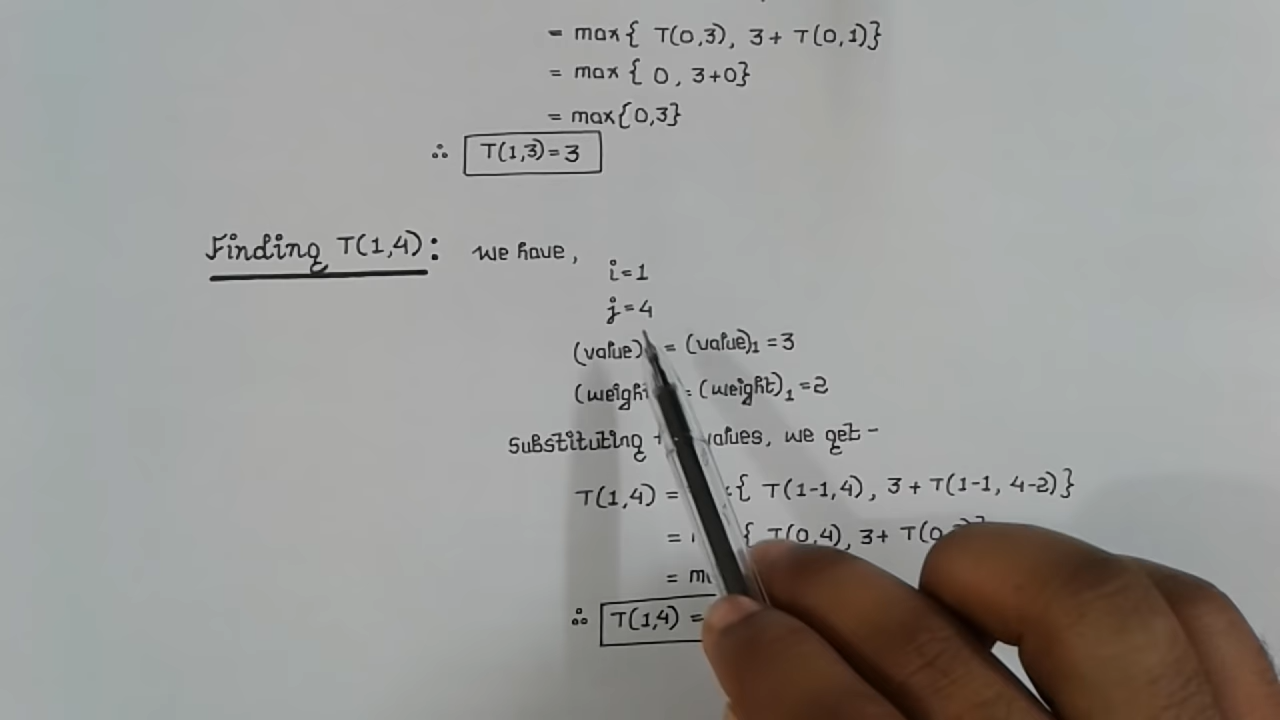 = max{ T(0,3), 3+ T(0,1)}
= max { 0, 3+0}
= max{0,3}
∴ T(1,3)=3
Finding T(1,4): we have,
i=1
j=4
(value) = (value)₁ =3
(weight = (weight)₁ =2
Substituting values, we get -
T(1,4) = { T(1-1,4), 3+T(1-1, 4-2)}
= { T(0,4), 3+ T(0,
=
∴ T(1,4) =